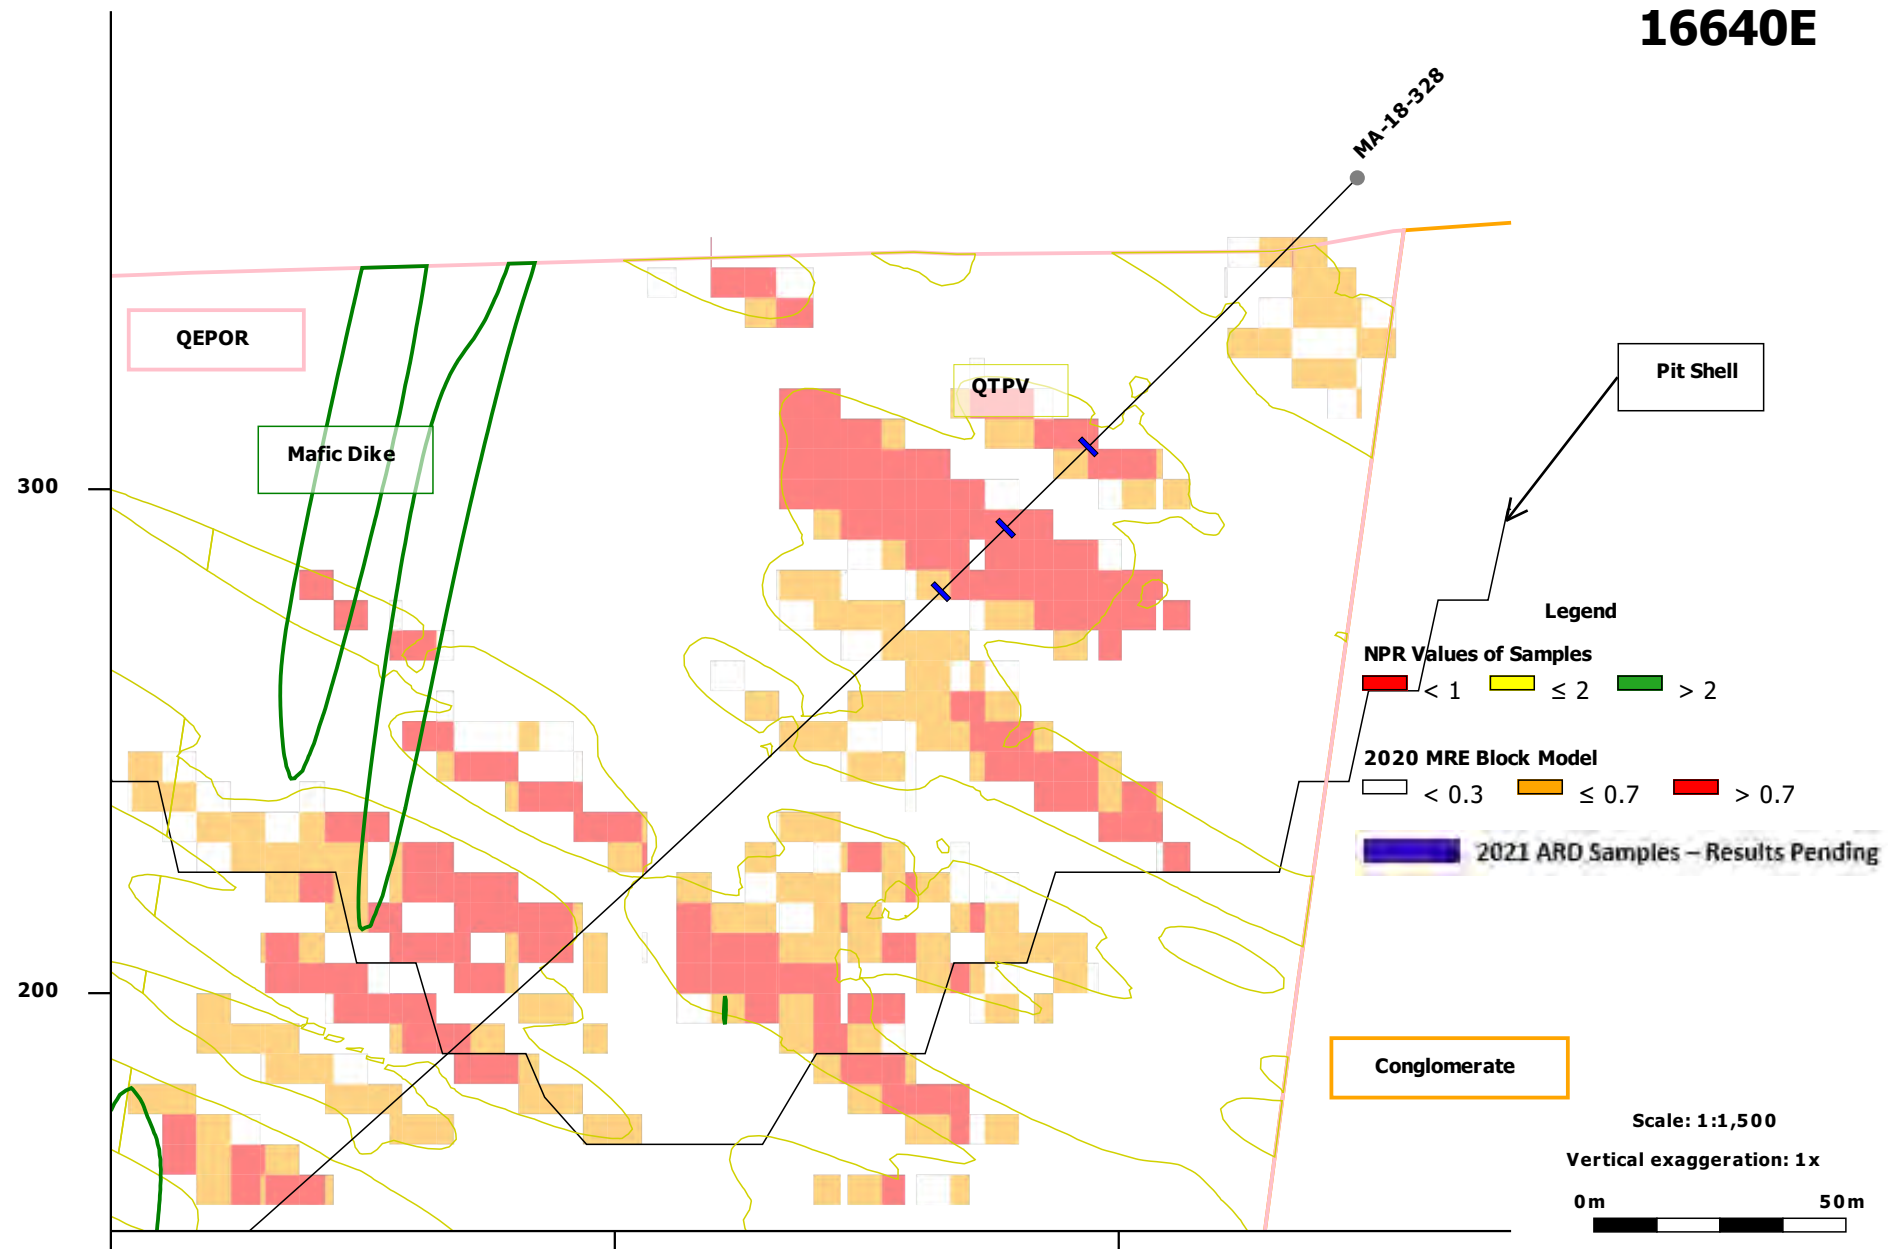 16640E
MA-18-328
QEPOR
Pit Shell
QTPV
Mafic Dike
300
Legend
NPR Values of Samples
< 1
≤ 2
> 2
2020 MRE Block Model
< 0.3
≤ 0.7
> 0.7
2021 ARD Samples – Results Pending
200
Conglomerate
Scale: 1:1,500
Vertical exaggeration: 1x
0m
50m